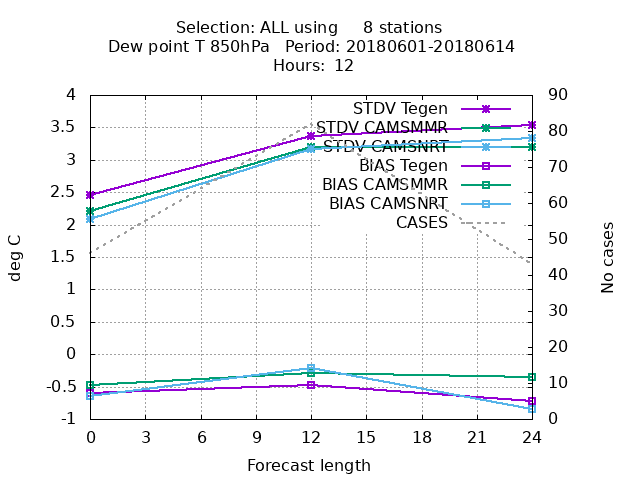 Selection: ALL using     8 stations
Dew point T 850hPa   Period: 20180601-20180614
Hours:  12
4
3.5
3
2.5
2
1.5
1
0.5
0
-0.5
-1
deg C
90
80
70
60
50
40
30
20
10
0
No cases
STDV Tegen
STDV CAMSMMR
STDV CAMSNRT
BIAS Tegen
BIAS CAMSMMR
BIAS CAMSNRT
CASES
0 3 6 9 12 15 18 21 24
Forecast length